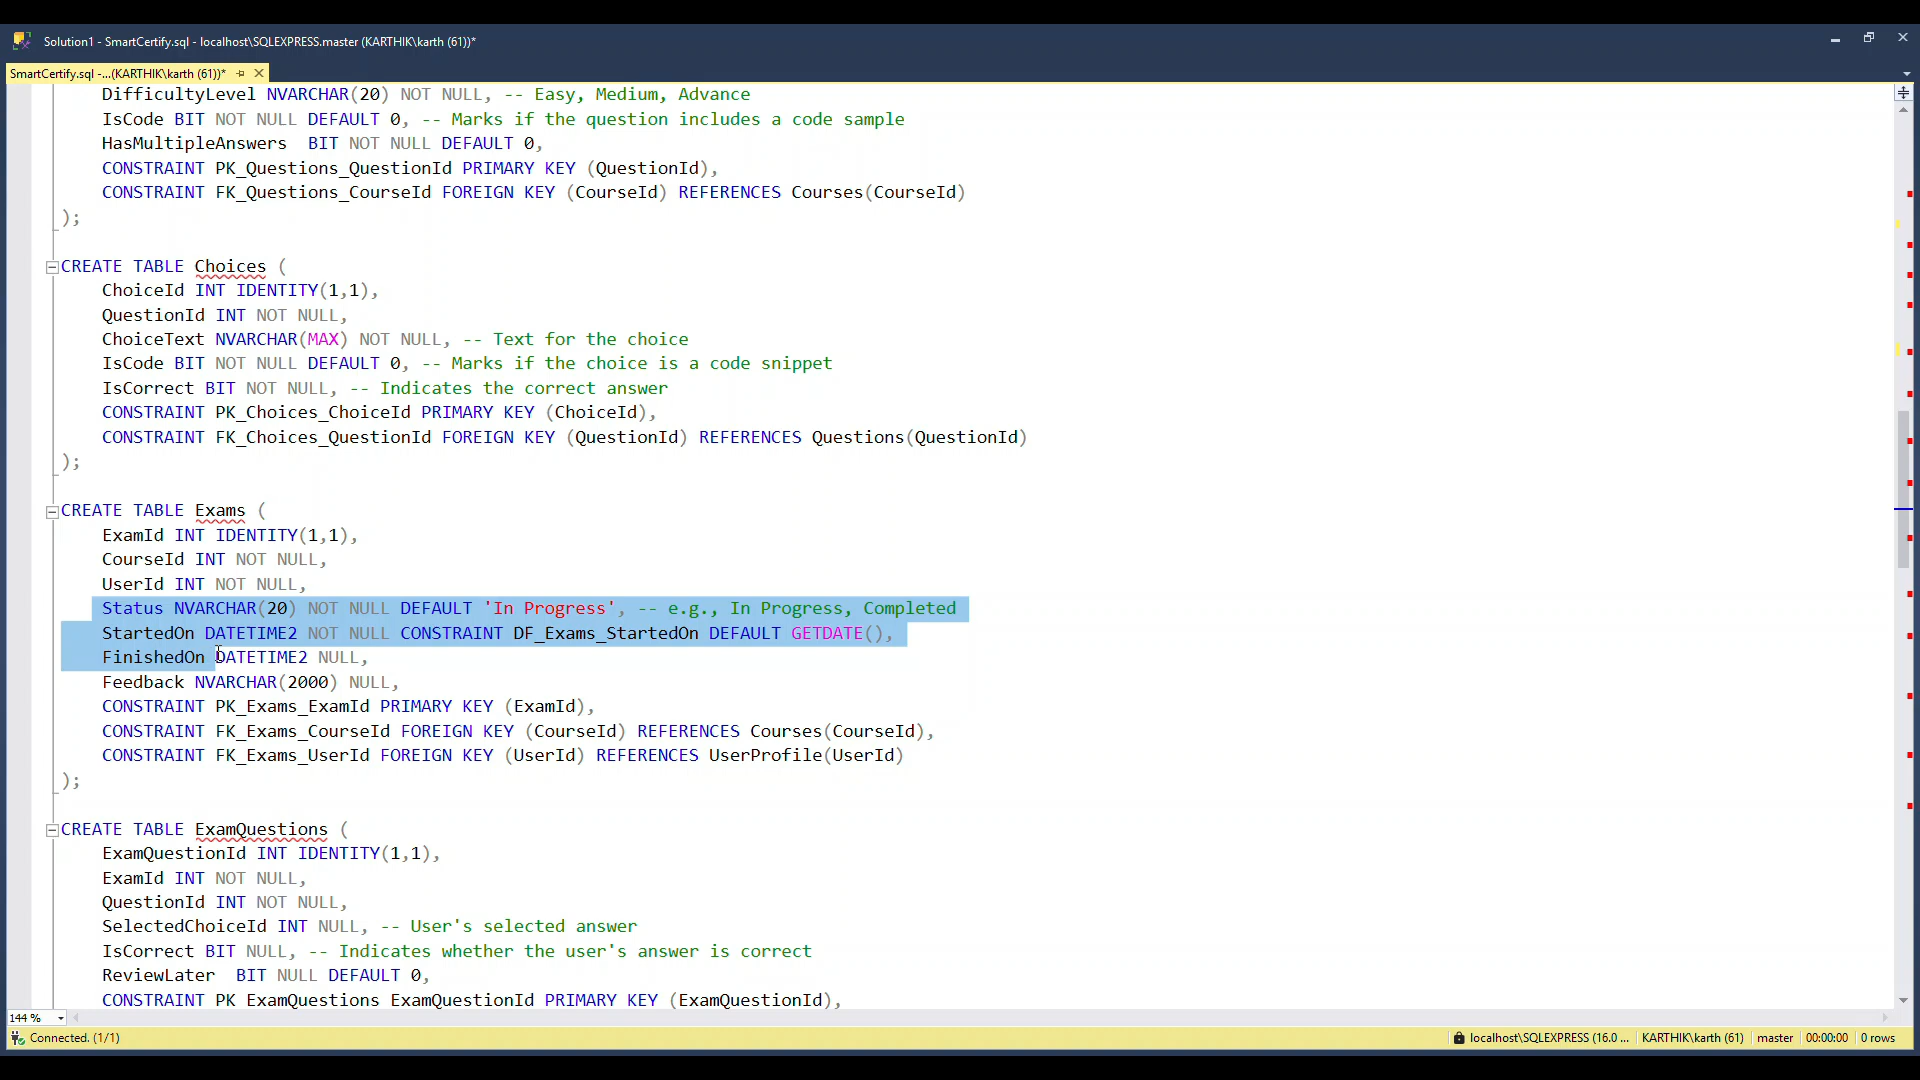 Solution1 - SmartCertify.sql - localhost\SQLEXPRESS.master (KARTHIK\karth (61))*
SmartCertify.sql -...(KARTHIK\karth (61))*
DifficultyLevel NVARCHAR(20) NOT NULL, -- Easy, Medium, Advance
IsCode BIT NOT NULL DEFAULT 0, -- Marks if the question includes a code sample
HasMultipleAnswers  BIT NOT NULL DEFAULT 0,
CONSTRAINT PK_Questions_QuestionId PRIMARY KEY (QuestionId),
CONSTRAINT FK_Questions_CourseId FOREIGN KEY (CourseId) REFERENCES Courses(CourseId)
);
CREATE TABLE Choices (
ChoiceId INT IDENTITY(1,1),
QuestionId INT NOT NULL,
ChoiceText NVARCHAR(MAX) NOT NULL, -- Text for the choice
IsCode BIT NOT NULL DEFAULT 0, -- Marks if the choice is a code snippet
IsCorrect BIT NOT NULL, -- Indicates the correct answer
CONSTRAINT PK_Choices_ChoiceId PRIMARY KEY (ChoiceId),
CONSTRAINT FK_Choices_QuestionId FOREIGN KEY (QuestionId) REFERENCES Questions(QuestionId)
);
CREATE TABLE Exams (
ExamId INT IDENTITY(1,1),
CourseId INT NOT NULL,
UserId INT NOT NULL,
Status NVARCHAR(20) NOT NULL DEFAULT 'In Progress', -- e.g., In Progress, Completed
StartedOn DATETIME2 NOT NULL CONSTRAINT DF_Exams_StartedOn DEFAULT GETDATE(),
FinishedOn DATETIME2 NULL,
Feedback NVARCHAR(2000) NULL,
CONSTRAINT PK_Exams_ExamId PRIMARY KEY (ExamId),
CONSTRAINT FK_Exams_CourseId FOREIGN KEY (CourseId) REFERENCES Courses(CourseId),
CONSTRAINT FK_Exams_UserId FOREIGN KEY (UserId) REFERENCES UserProfile(UserId)
);
CREATE TABLE ExamQuestions (
ExamQuestionId INT IDENTITY(1,1),
ExamId INT NOT NULL,
QuestionId INT NOT NULL,
SelectedChoiceId INT NULL, -- User's selected answer
IsCorrect BIT NULL, -- Indicates whether the user's answer is correct
ReviewLater  BIT NULL DEFAULT 0,
CONSTRAINT PK_ExamQuestions_ExamQuestionId PRIMARY KEY (ExamQuestionId),
144 %
Connected. (1/1)
localhost\SQLEXPRESS (16.0 ...
KARTHIK\karth (61)
master
00:00:00
0 rows